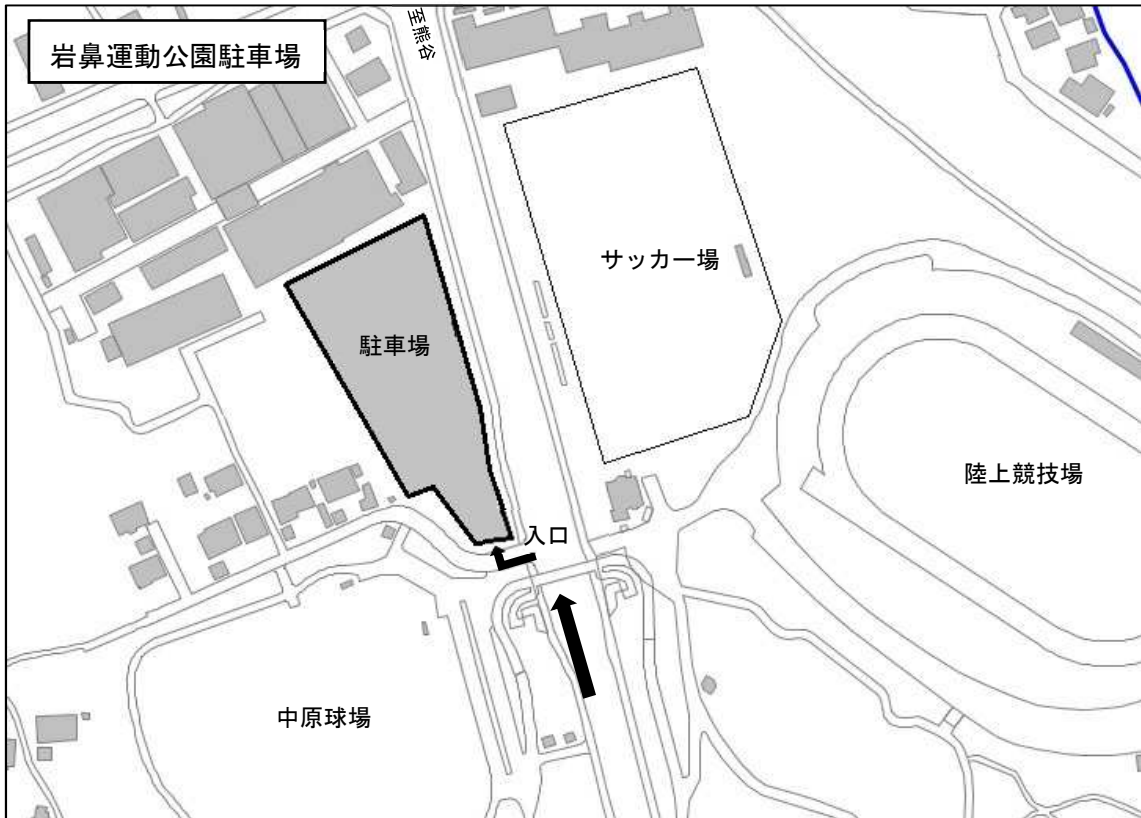 岩鼻運動公園駐車場
至熊谷
サッカー場
駐車場
陸上競技場
入口
中原球場